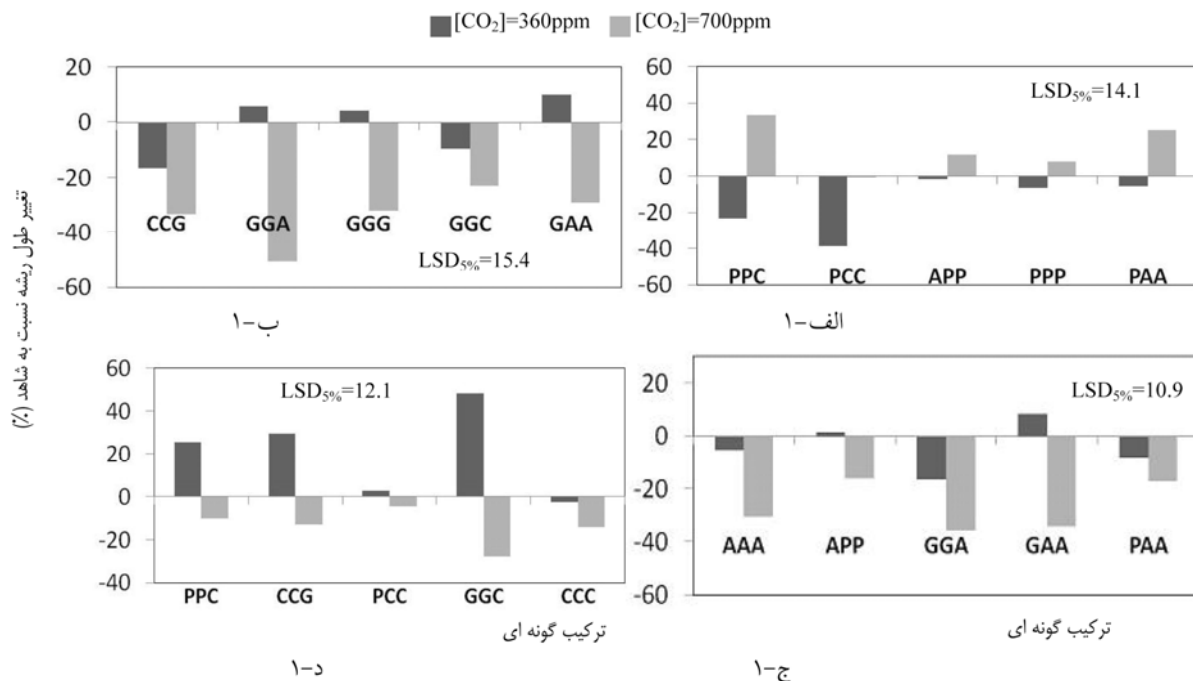 [CO₂]=360ppm [CO₂]=700ppm
تغییر طول ریشه نسبت به شاهد (٪)
20
0
-20
-40
-60
CCG GGA GGG GGC GAA
LSD5%=15.4
ب-۱
60
40
20
0
-20
-40
-60
LSD5%=14.1
PPC PCC APP PPP PAA
الف-۱
60
40
20
0
-20
-40
LSD5%=12.1
PPC CCG PCC GGC CCC
ترکیب گونه ای
د-۱
20
0
-20
-40
-60
LSD5%=10.9
AAA APP GGA GAA PAA
ترکیب گونه ای
ج-۱